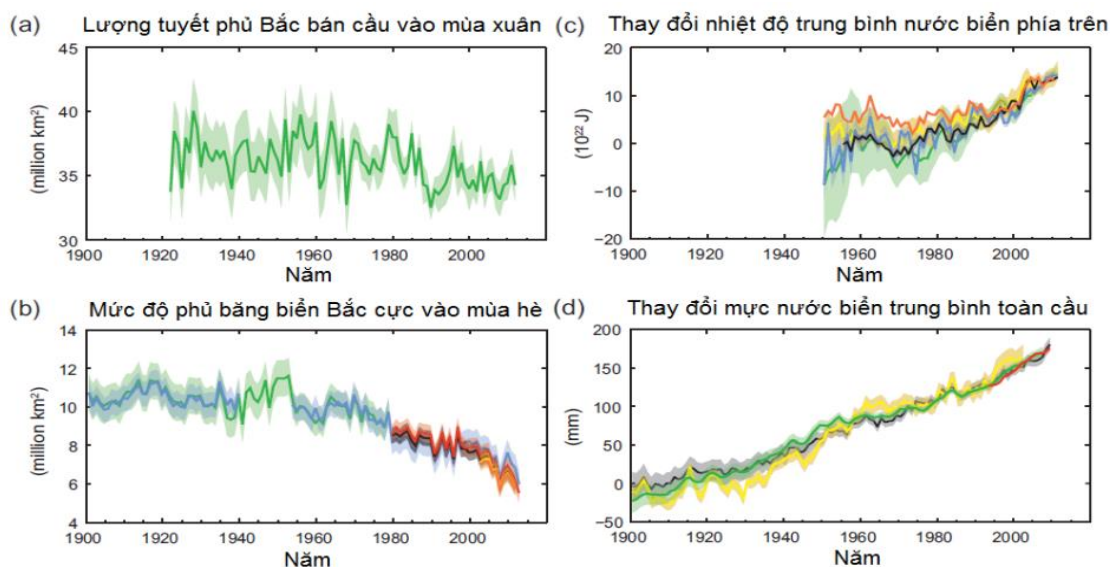 (a) Lượng tuyết phủ Bắc bán cầu vào mùa xuân
45
40
35
30
(million km²)
1900 1920 1940 1960 1980 2000
Năm
(c) Thay đổi nhiệt độ trung bình nước biển phía trên
20
10
0
−10
−20
(10²² J)
1900 1920 1940 1960 1980 2000
Năm
(b) Mức độ phủ băng biển Bắc cực vào mùa hè
14
12
10
8
6
4
(million km²)
1900 1920 1940 1960 1980 2000
Năm
(d) Thay đổi mực nước biển trung bình toàn cầu
200
150
100
50
0
−50
(mm)
1900 1920 1940 1960 1980 2000
Năm